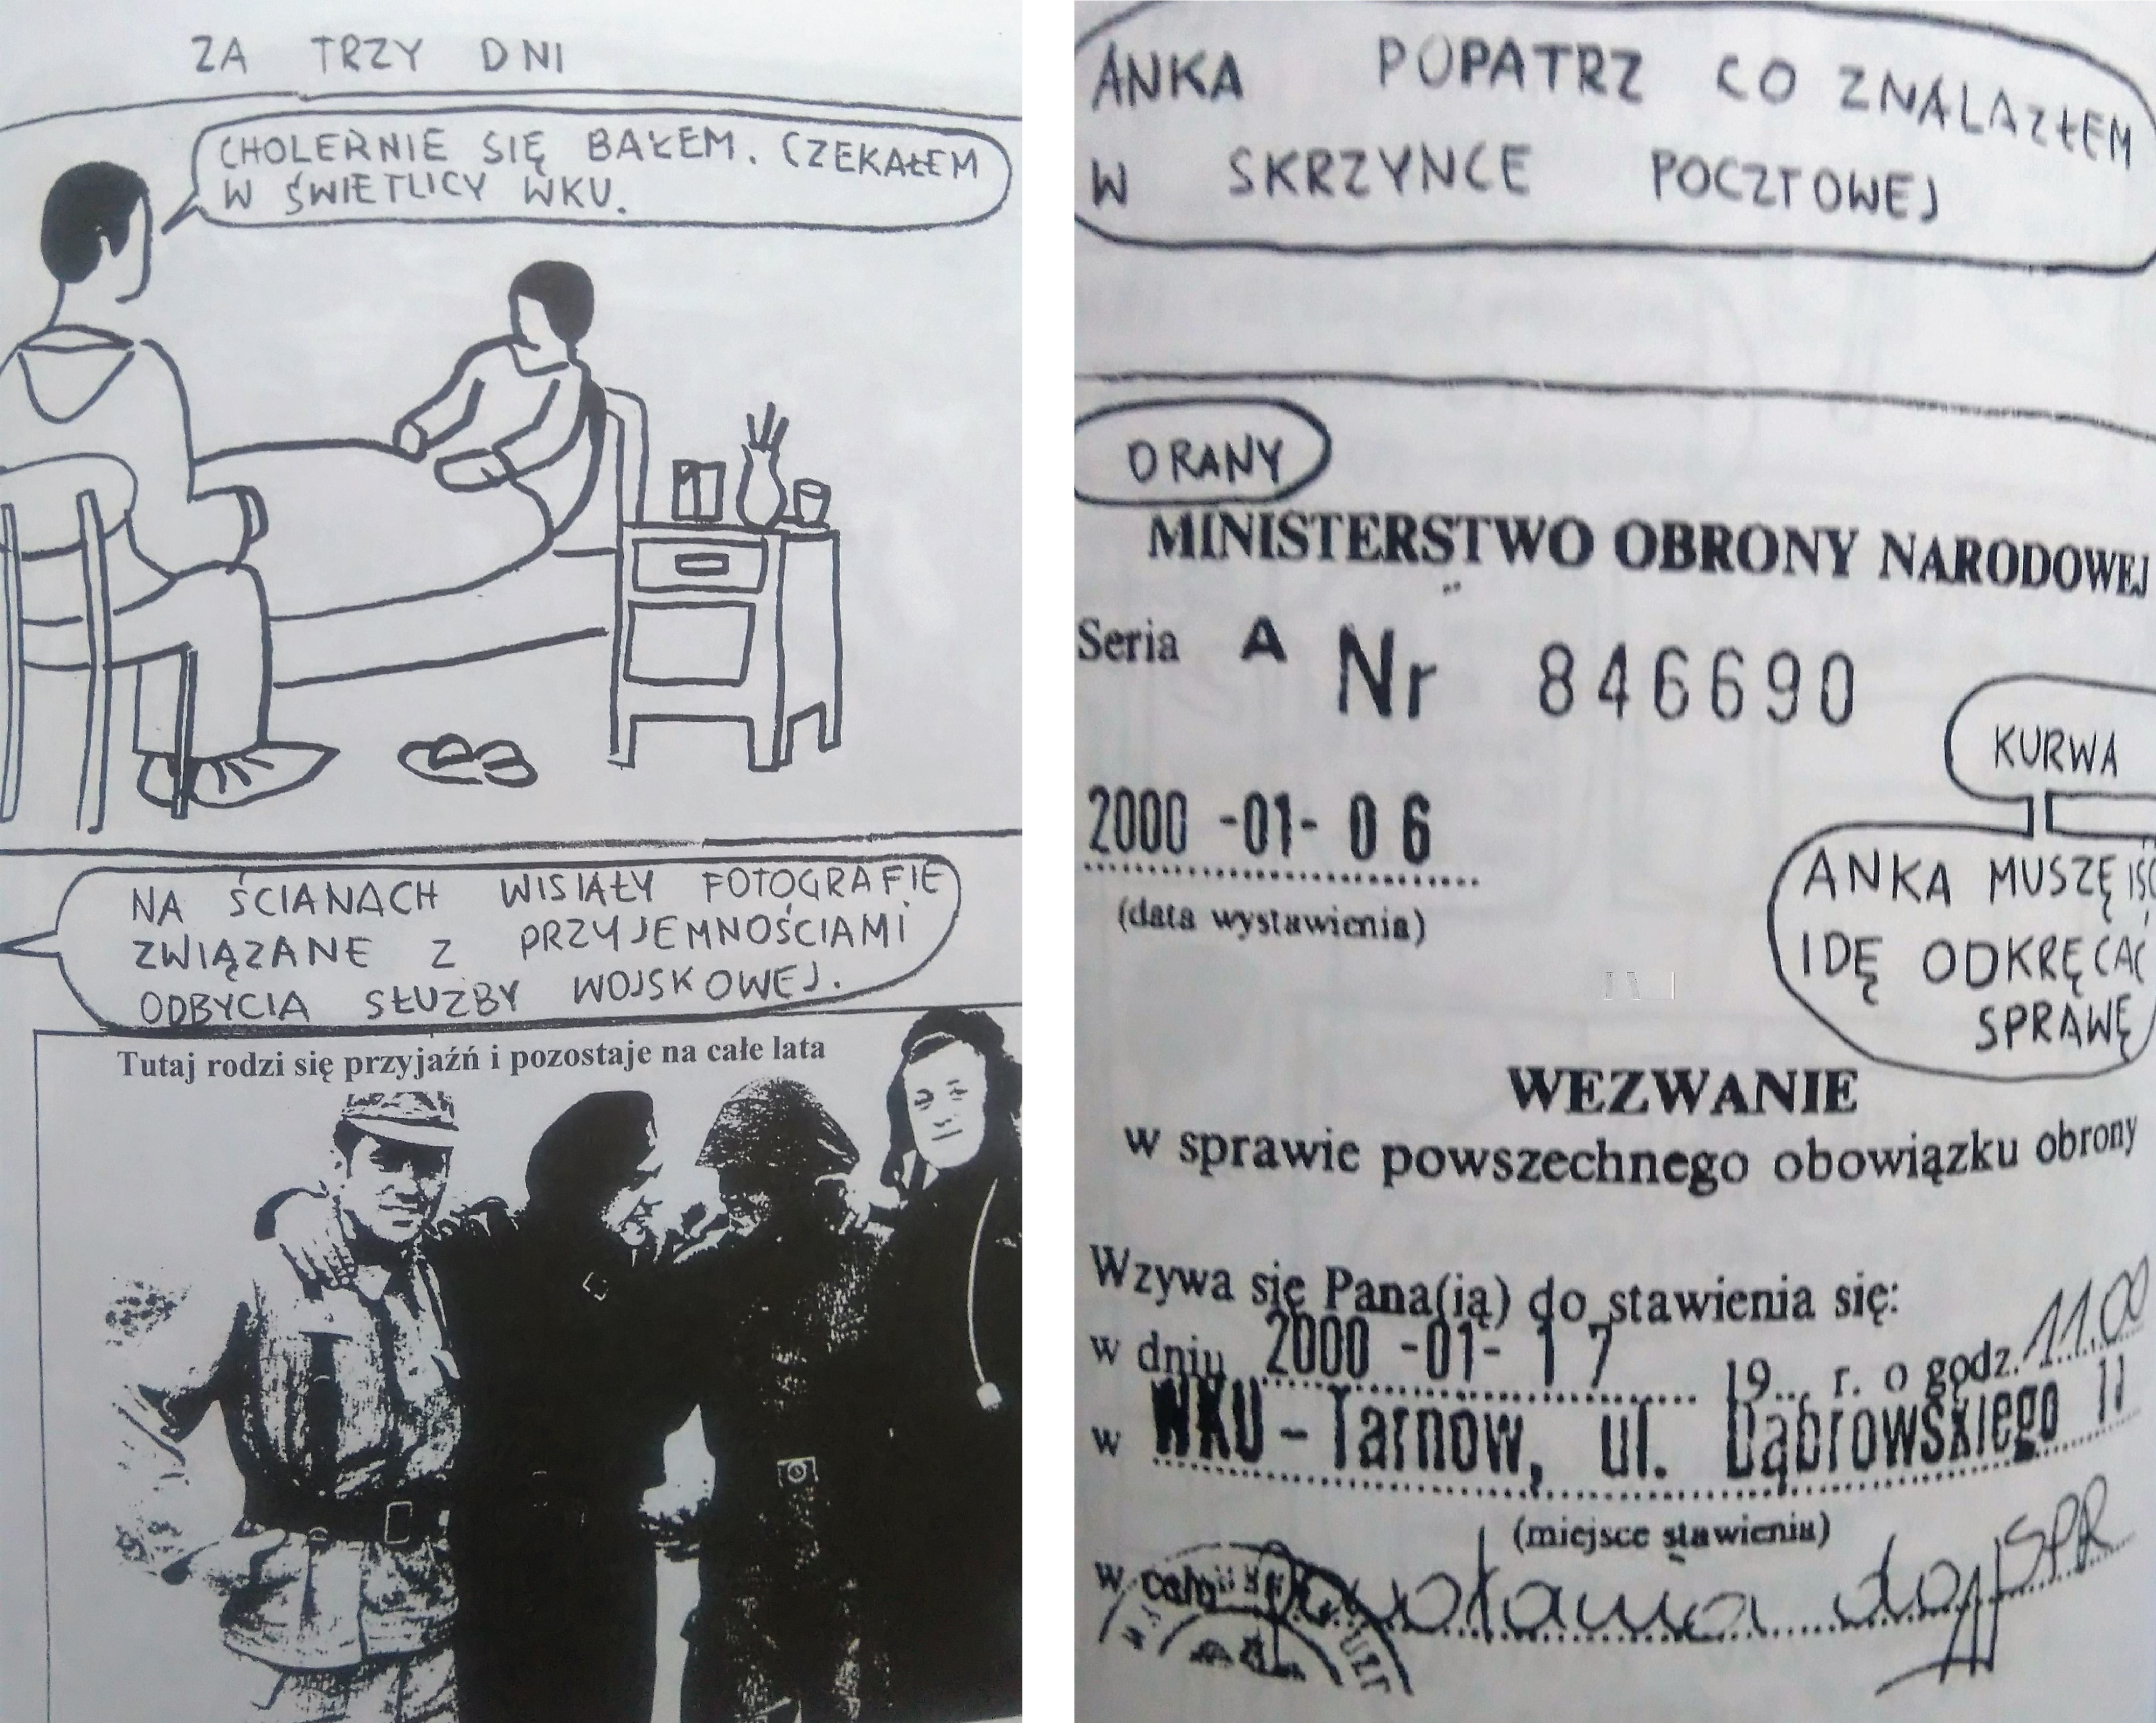 ZA TRZY DNI
CHOLERNIE SIĘ BAŁEM. CZEKAŁEM
W ŚWIETLICY WKU.
NA ŚCIANACH WISIAŁY FOTOGRAFIE
ZWIĄZANE Z PRZYJEMNOŚCIAMI
ODBYCIA SŁUŻBY WOJSKOWEJ.
Tutaj rodzi się przyjaźń i pozostaje na całe lata
ANKA POPATRZ CO ZNALAZŁEM
W SKRZYNCE POCZTOWEJ
O RANY
MINISTERSTWO OBRONY NARODOWEJ
Seria A Nr 846690
KURWA
2000 -01- 06
(data wystawienia)
ANKA MUSZĘ IŚĆ
IDĘ ODKRĘCAĆ
SPRAWĘ
WEZWANIE
w sprawie powszechnego obowiązku obrony
Wzywa się Pana(ią) do stawienia się:
w dniu 2000 -01- 17 19... r. o godz. 11.00
w WKU - Tarnow, ul. Dąbrowskiego 11
(miejsce stawienia)
w celu do SPR